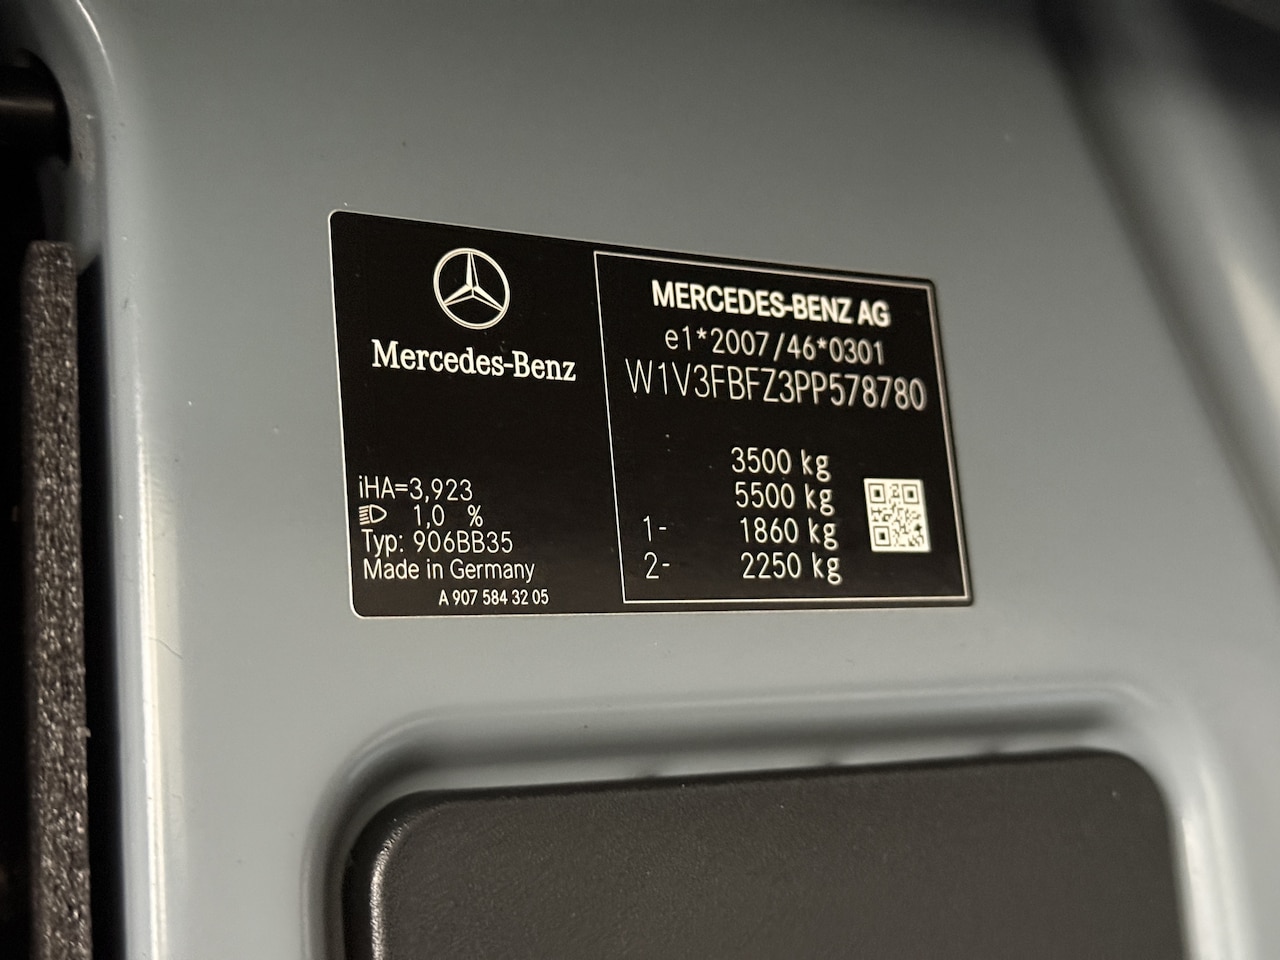 Mercedes-Benz
iHA=3,923
1,0 %
Typ: 906BB35
Made in Germany
A 907 584 32 05
MERCEDES-BENZ AG
e1*2007/46*0301
W1V3FBFZ3PP578780
3500 kg
5500 kg
1- 1860 kg
2- 2250 kg